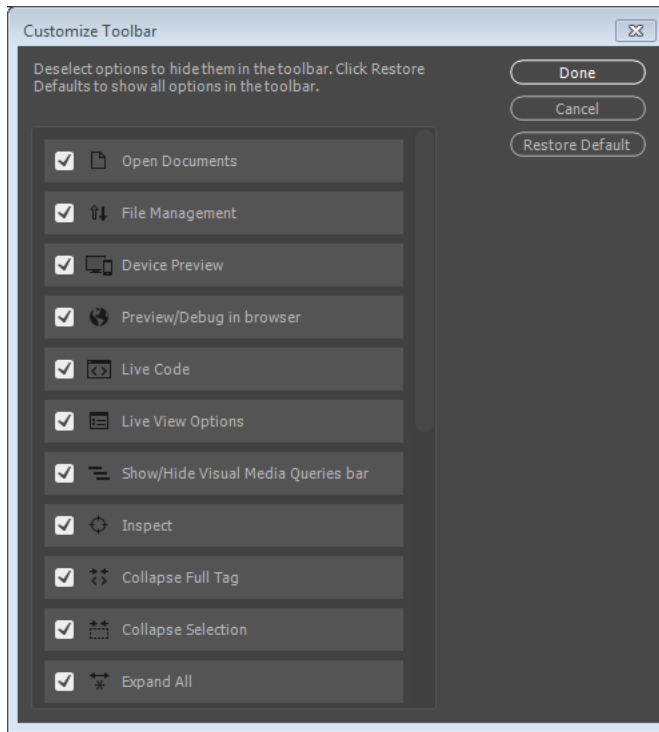 Customize Toolbar
Deselect options to hide them in the toolbar. Click Restore
Defaults to show all options in the toolbar.
Done
Cancel
Restore Default
Open Documents
File Management
Device Preview
Preview/Debug in browser
Live Code
Live View Options
Show/Hide Visual Media Queries bar
Inspect
Collapse Full Tag
Collapse Selection
Expand All